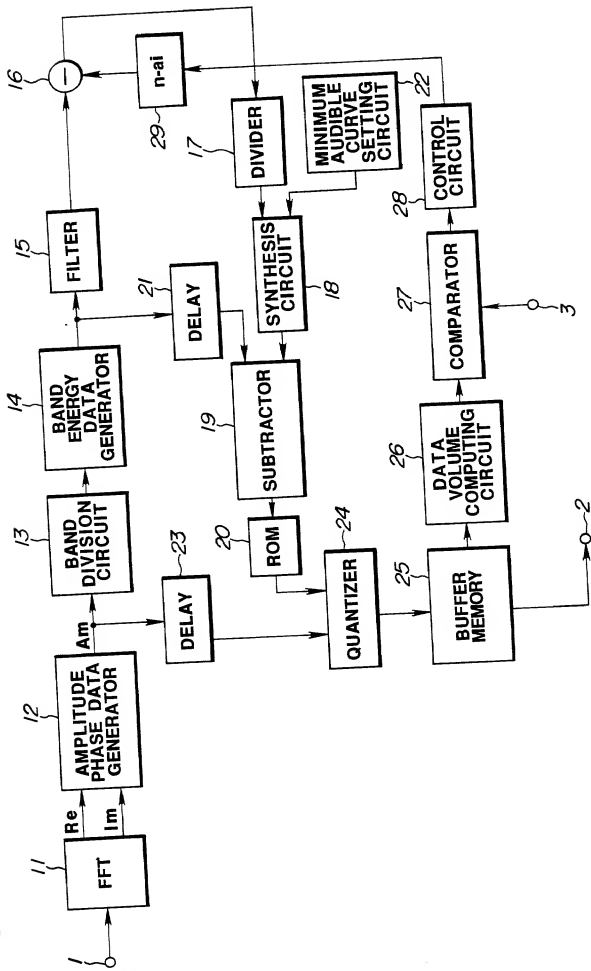 1
11
FFT
Re
Im
12
AMPLITUDE
PHASE DATA
GENERATOR
Am
13
BAND
DIVISION
CIRCUIT
14
BAND
ENERGY
DATA
GENERATOR
15
FILTER
16
−
29
n-ai
23
DELAY
21
DELAY
17
DIVIDER
22
MINIMUM
AUDIBLE
CURVE
SETTING
CIRCUIT
18
SYNTHESIS
CIRCUIT
19
SUBTRACTOR
20
ROM
24
QUANTIZER
25
BUFFER
MEMORY
26
DATA
VOLUME
COMPUTING
CIRCUIT
27
COMPARATOR
28
CONTROL
CIRCUIT
2
3